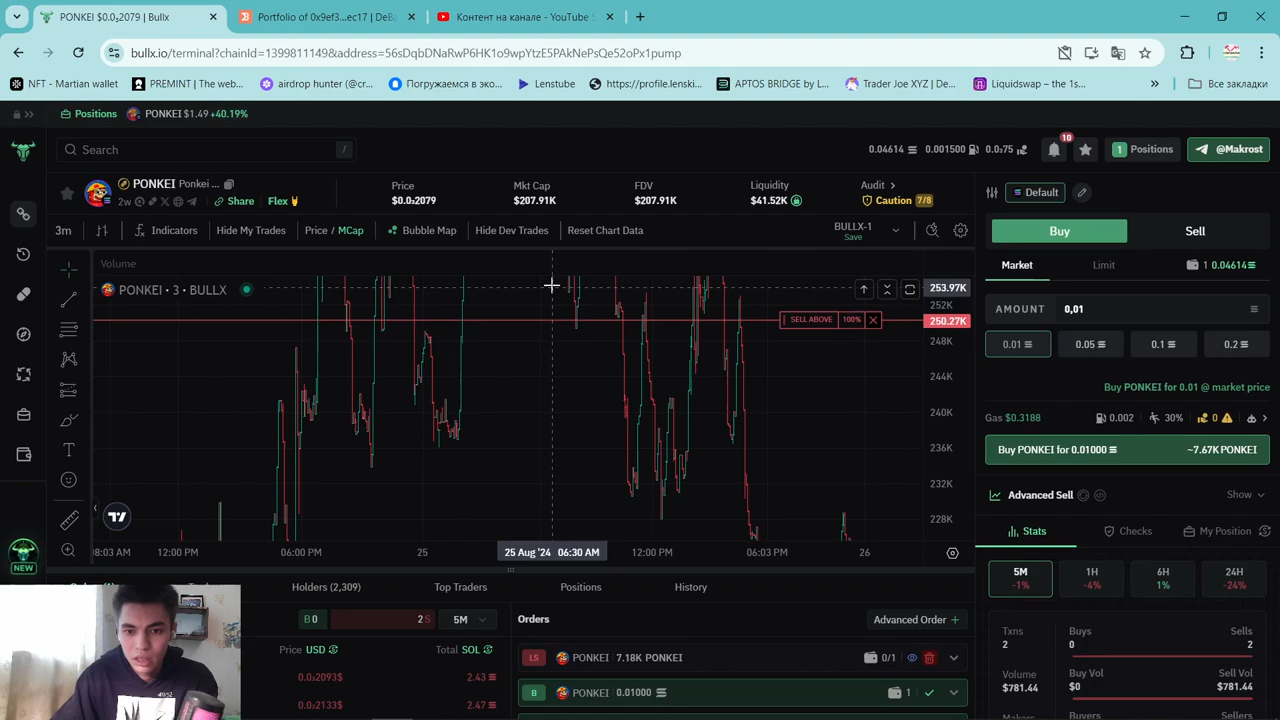 PONKEI $0.0₃2079 | Bullx
Portfolio of 0x9ef3...ec17 | DeBa
Контент на канале - YouTube S
bullx.io/terminal?chainId=1399811149&address=56sDqbDNaRwP6HK1o9wpYtzE5PAkNePsQe52oPx1pump
NFT - Martian wallet
PREMINT | The web...
airdrop hunter (@cr...
Погружаемся в эко...
Lenstube
https://profile.lenski...
APTOS BRIDGE by L...
Trader Joe XYZ | De...
Liquidswap – the 1s...
Все закладки
Positions
PONKEI $1.49 +40.19%
Search /
0.04614
0.001500
0.0₃75
10
1 Positions
@Makrost
PONKEI Ponkei ...
2w
Share
Flex
Price
$0.0₃2079
Mkt Cap
$207.91K
FDV
$207.91K
Liquidity
$41.52K
Audit
Caution 7/8
Default
3m
Indicators
Hide My Trades
Price / MCap
Bubble Map
Hide Dev Trades
Reset Chart Data
BULLX-1
Save
Buy
Sell
Volume
PONKEI · 3 · BULLX
Market
Limit
1 0.04614
253.97K
252K
SELL ABOVE 100%
250.27K
248K
244K
240K
236K
232K
228K
AMOUNT 0,01
0.01
0.05
0.1
0.2
Buy PONKEI for 0.01 @ market price
Gas $0.3188
0.002
30%
0
Buy PONKEI for 0.01000
~7.67K PONKEI
Advanced Sell
Show
08:03 AM
12:00 PM
06:00 PM
25
25 Aug '24 06:30 AM
12:00 PM
06:03 PM
26
NEW
Stats
Checks
My Position
Holders (2,309)
Top Traders
Positions
History
5M
-1%
1H
-4%
6H
1%
24H
-24%
B 0
2 S
5M
Orders
Advanced Order +
Price USD
Total SOL
LS PONKEI 7.18K PONKEI
0/1
0.0₃2093$
2.43
B PONKEI 0.01000
1
0.0₃2133$
2.47
Txns
2
Buys
0
Sells
2
Volume
$781.44
Buy Vol
$0
Sell Vol
$781.44
Makers
Buyers
Sellers